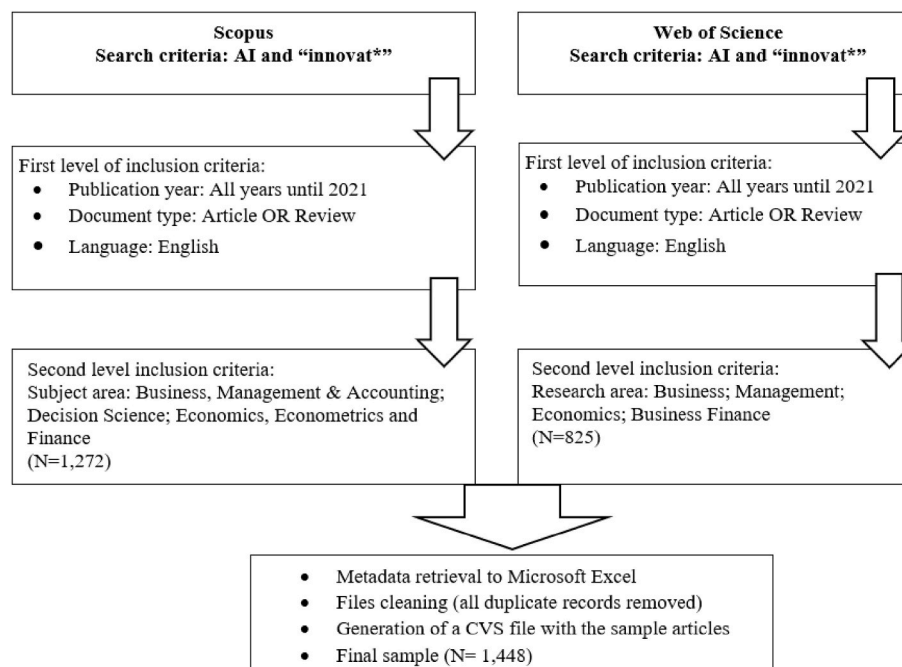 Scopus
Search criteria: AI and “innovat*”
Web of Science
Search criteria: AI and “innovat*”
First level of inclusion criteria:
• Publication year: All years until 2021
• Document type: Article OR Review
• Language: English
First level of inclusion criteria:
• Publication year: All years until 2021
• Document type: Article OR Review
• Language: English
Second level inclusion criteria:
Subject area: Business, Management & Accounting;
Decision Science; Economics, Econometrics and
Finance
(N=1,272)
Second level inclusion criteria:
Research area: Business; Management;
Economics; Business Finance
(N=825)
• Metadata retrieval to Microsoft Excel
• Files cleaning (all duplicate records removed)
• Generation of a CVS file with the sample articles
• Final sample (N= 1,448)